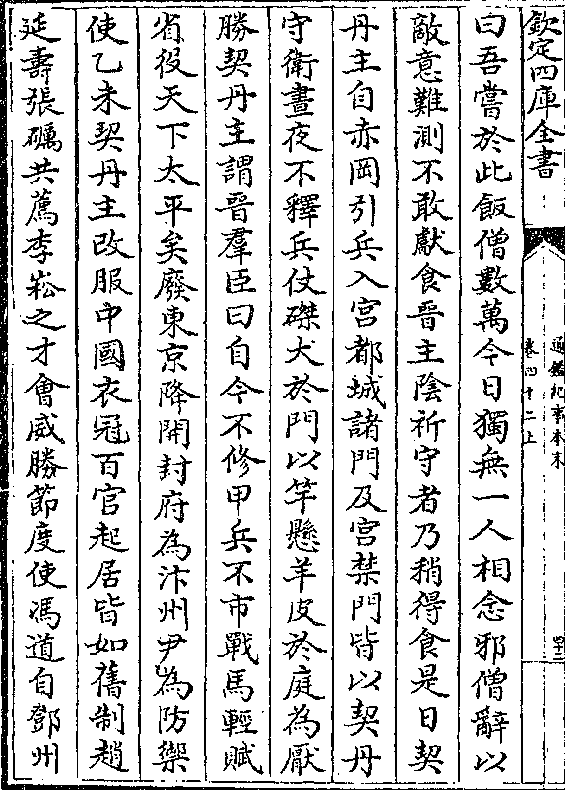 欽定四庫全書
通鑑紀事本末
卷四十二上
四十二
曰吾嘗於此飯僧數萬今日獨無一人相念邪僧辭以
敵意難測不敢獻食晉主陰祈守者乃稍得食是日契
丹主自赤岡引兵入宮都城諸門及宮禁門皆以契丹
守衛晝夜不釋兵仗磔犬於門以竿懸羊皮於庭為厭
勝契丹主謂晉羣臣曰自今不修甲兵不市戰馬輕賦
省役天下太平矣廢東京降開封府為汴州尹為防禦
使乙未契丹主改服中國衣冠百官起居皆如舊制趙
延壽張礪共薦李崧之才會威勝節度使馮道自鄧州